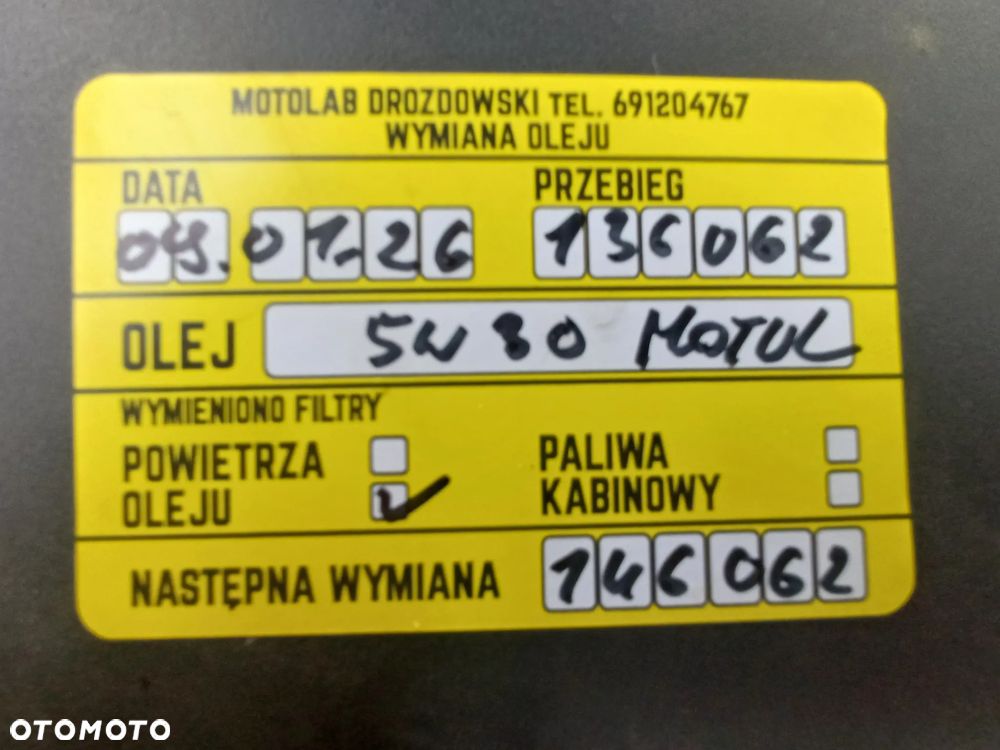 MOTOLAB DROZDOWSKI TEL. 691204767
WYMIANA OLEJU
DATA PRZEBIEG
09.01.26 136062
OLEJ 5W30 MOTUL
WYMIENIONO FILTRY
POWIETRZA PALIWA
OLEJU KABINOWY
NASTĘPNA WYMIANA 146062
OTOMOTO